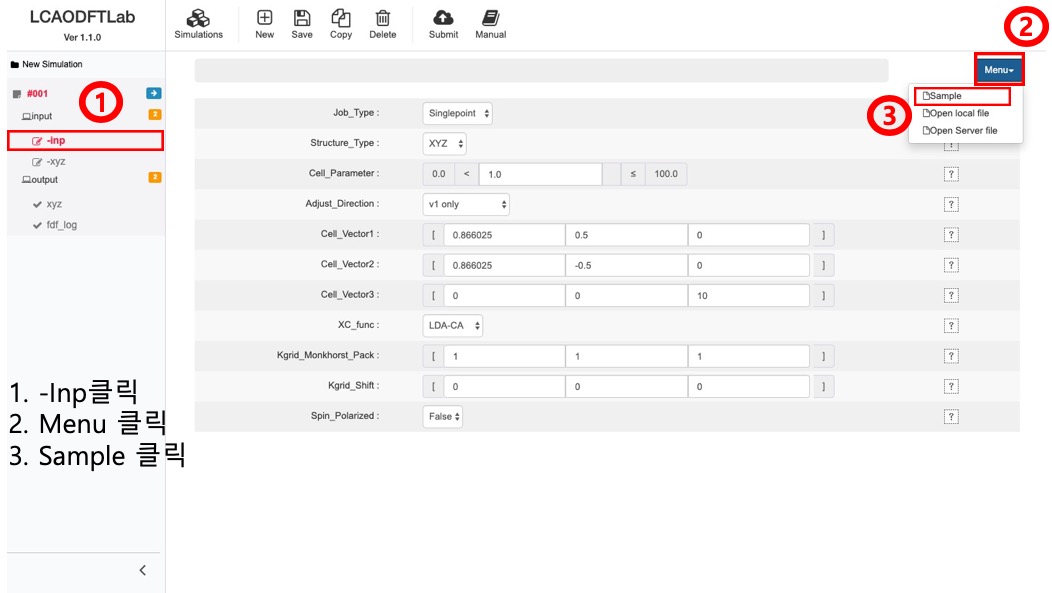 LCAODFTLab
Ver 1.1.0
Simulations New Save Copy Delete Submit Manual
2
New Simulation
Menu
#001
1
input 2
-inp
-xyz
output 2
xyz
fdf_log
3
Sample
Open local file
Open Server file
Job_Type : Singlepoint
Structure_Type : XYZ ?
Cell_Parameter : 0.0 < 1.0 ≤ 100.0 ?
Adjust_Direction : v1 only ?
Cell_Vector1 : [ 0.866025 0.5 0 ] ?
Cell_Vector2 : [ 0.866025 -0.5 0 ] ?
Cell_Vector3 : [ 0 0 10 ] ?
XC_func : LDA-CA ?
Kgrid_Monkhorst_Pack : [ 1 1 1 ] ?
Kgrid_Shift : [ 0 0 0 ] ?
Spin_Polarized : False ?
1. -Inp클릭
2. Menu 클릭
3. Sample 클릭